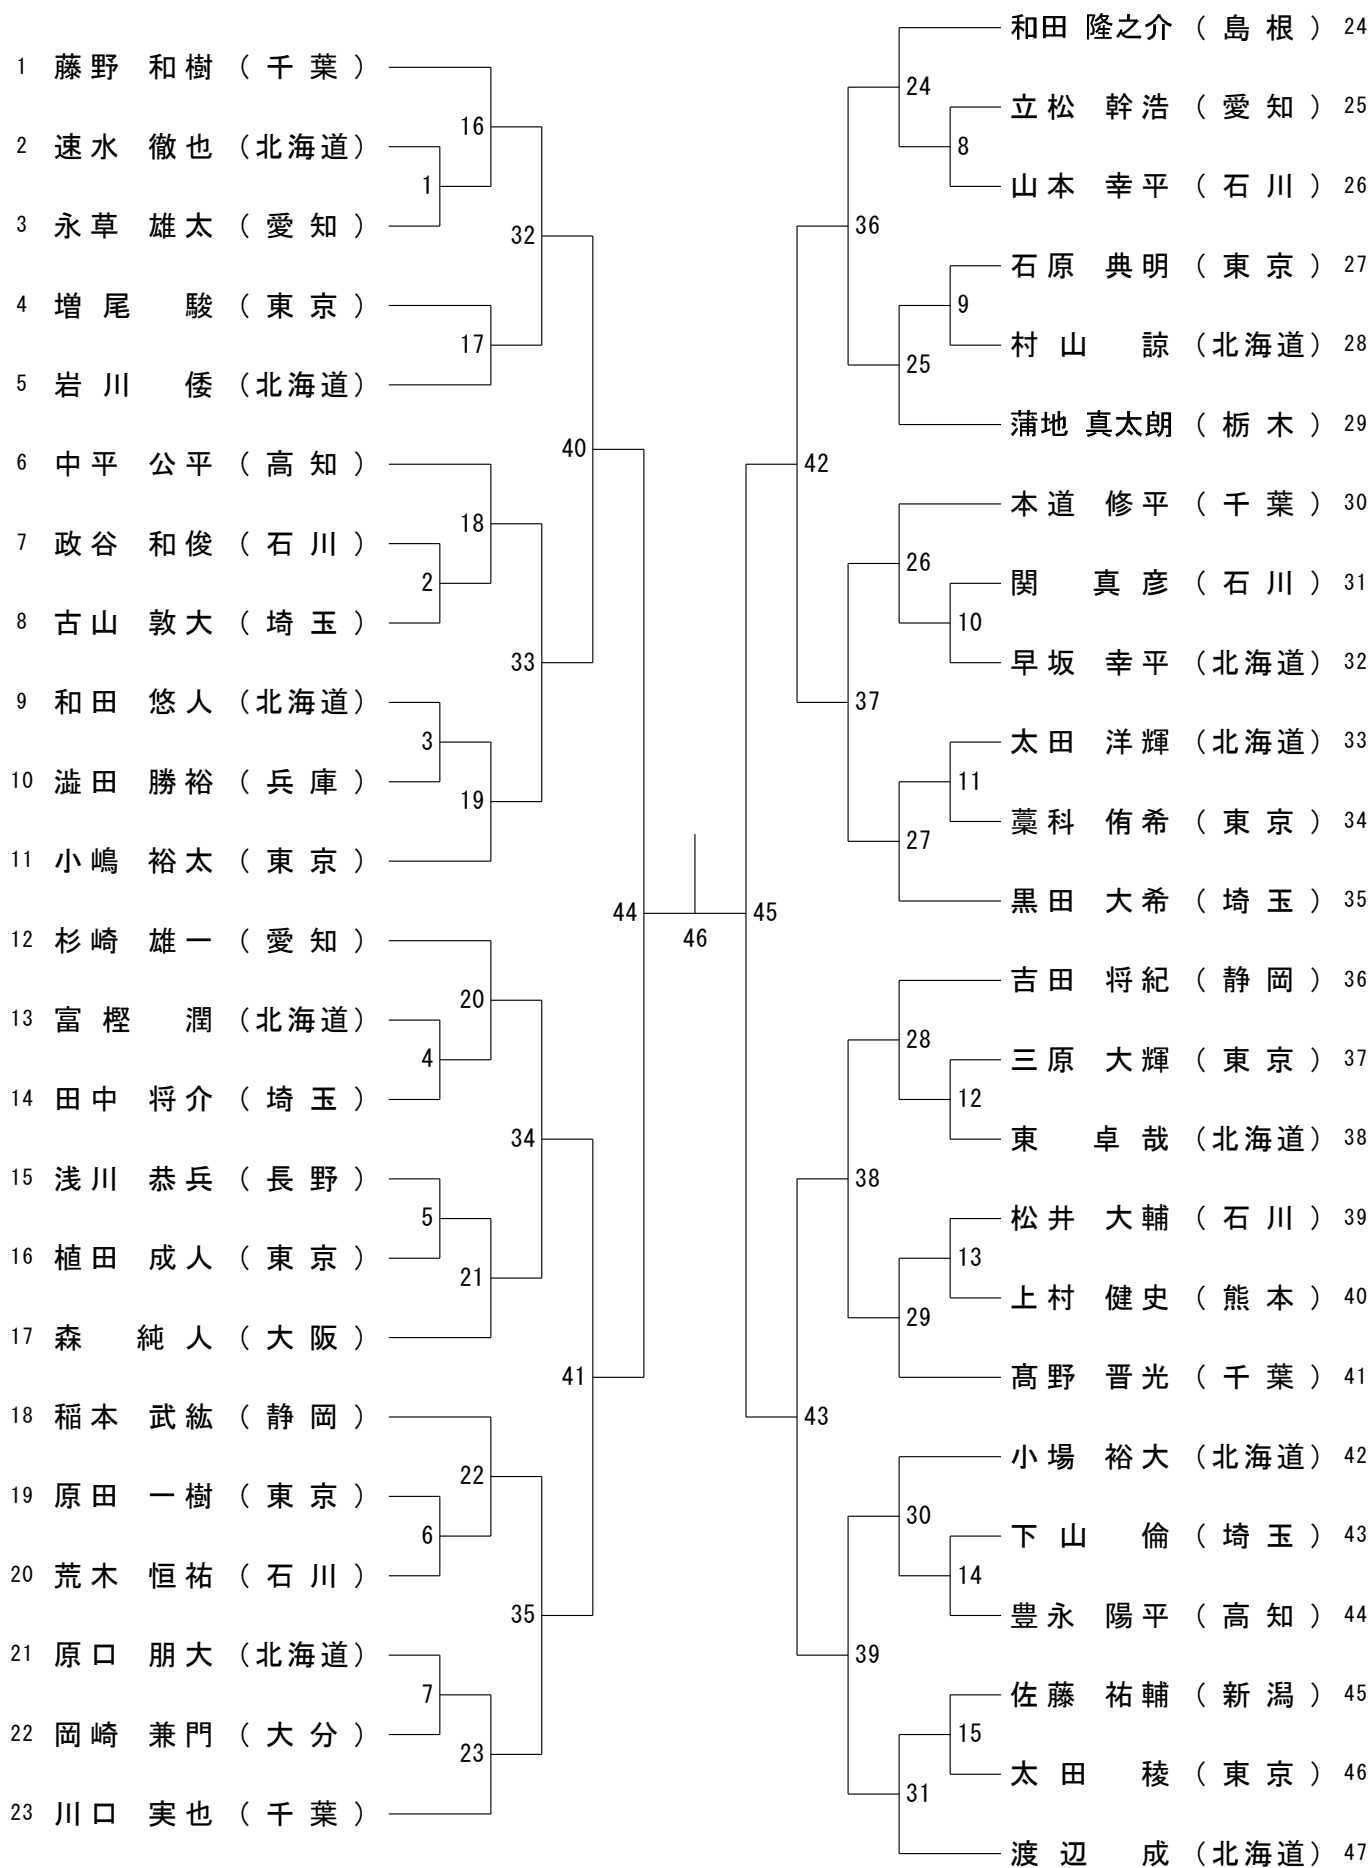 1 藤野 和樹 (千葉)
2 速水 徹也 (北海道)
3 永草 雄太 (愛知)
4 増尾 駿 (東京)
5 岩川 倭 (北海道)
6 中平 公平 (高知)
7 政谷 和俊 (石川)
8 古山 敦大 (埼玉)
9 和田 悠人 (北海道)
10 澁田 勝裕 (兵庫)
11 小嶋 裕太 (東京)
12 杉崎 雄一 (愛知)
13 富樫 潤 (北海道)
14 田中 将介 (埼玉)
15 浅川 恭兵 (長野)
16 植田 成人 (東京)
17 森 純人 (大阪)
18 稲本 武紘 (静岡)
19 原田 一樹 (東京)
20 荒木 恒祐 (石川)
21 原口 朋大 (北海道)
22 岡崎 兼門 (大分)
23 川口 実也 (千葉)
1
2
3
4
5
6
7
16
17
18
19
20
21
22
23
32
33
34
35
40
41
44
46
45
42
43
36
37
38
39
24
25
26
27
28
29
30
31
8
9
10
11
12
13
14
15
和田 隆之介 (島根) 24
立松 幹浩 (愛知) 25
山本 幸平 (石川) 26
石原 典明 (東京) 27
村山 諒 (北海道) 28
蒲地 真太朗 (栃木) 29
本道 修平 (千葉) 30
関 真彦 (石川) 31
早坂 幸平 (北海道) 32
太田 洋輝 (北海道) 33
藁科 侑希 (東京) 34
黒田 大希 (埼玉) 35
吉田 将紀 (静岡) 36
三原 大輝 (東京) 37
東 卓哉 (北海道) 38
松井 大輔 (石川) 39
上村 健史 (熊本) 40
髙野 晋光 (千葉) 41
小場 裕大 (北海道) 42
下山 倫 (埼玉) 43
豊永 陽平 (高知) 44
佐藤 祐輔 (新潟) 45
太田 稜 (東京) 46
渡辺 成 (北海道) 47